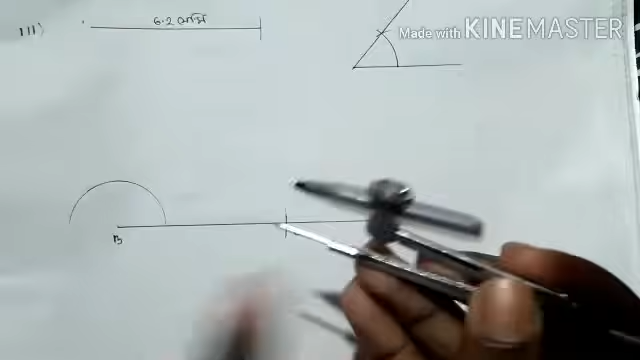 iii)
6.2 সেমি
Made with KINEMASTER
B